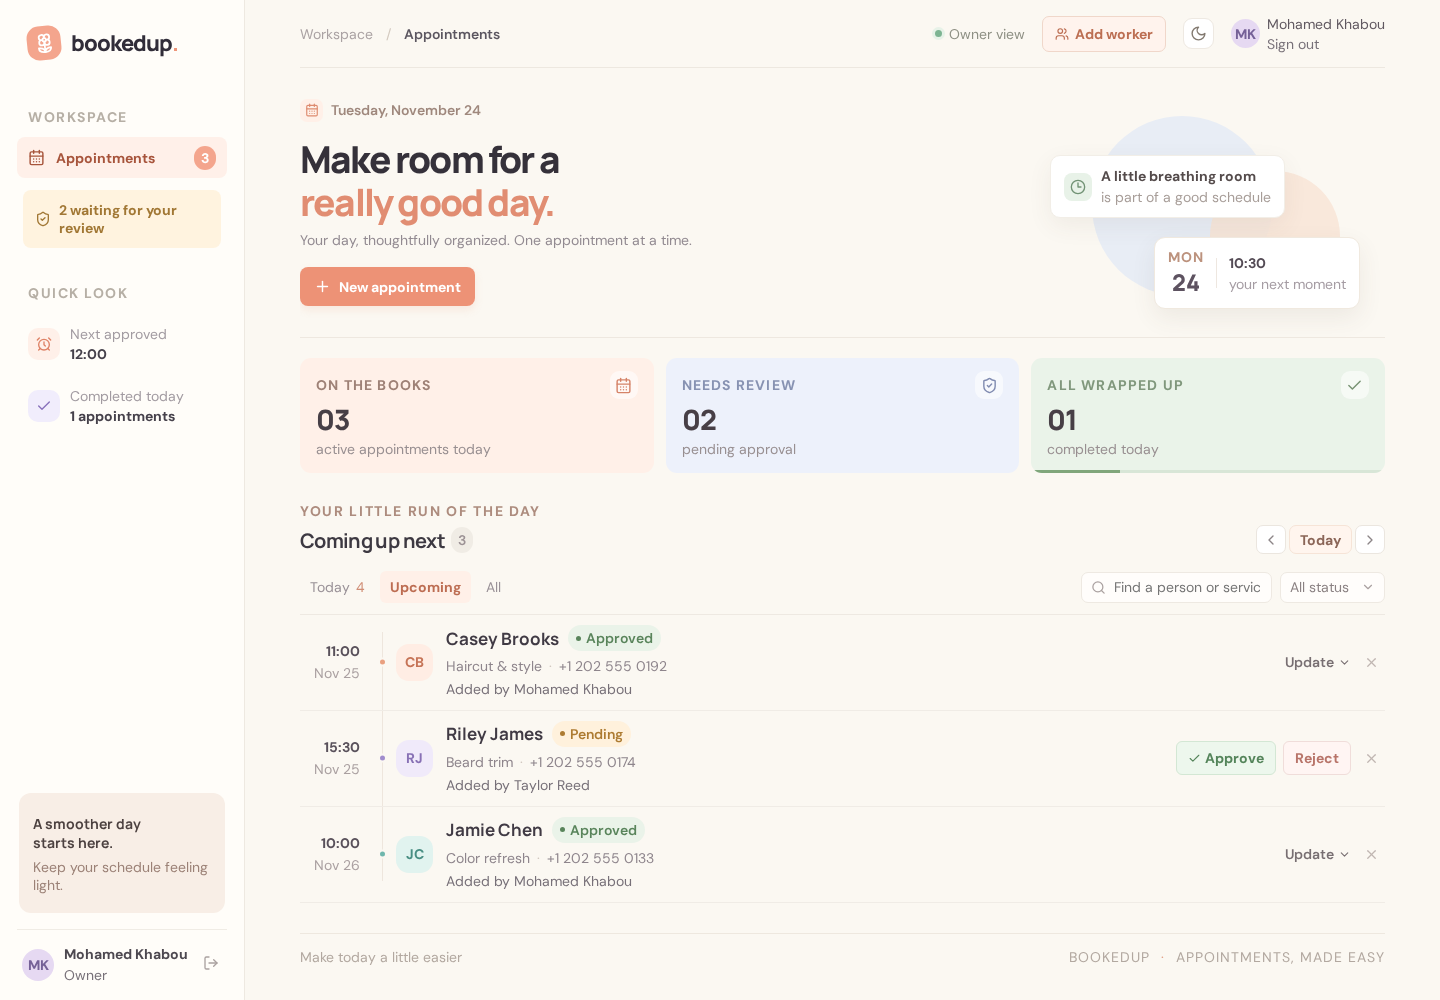 bookedup.
WORKSPACE
Appointments 3
2 waiting for your
review
QUICK LOOK
Next approved
12:00
Completed today
1 appointments
A smoother day
starts here.
Keep your schedule feeling
light.
MK Mohamed Khabou
Owner
Workspace / Appointments
Owner view
Add worker
MK Mohamed Khabou
Sign out
Tuesday, November 24
Make room for a
really good day.
Your day, thoughtfully organized. One appointment at a time.
New appointment
A little breathing room
is part of a good schedule
MON
24
10:30
your next moment
ON THE BOOKS
03
active appointments today
NEEDS REVIEW
02
pending approval
ALL WRAPPED UP
01
completed today
YOUR LITTLE RUN OF THE DAY
Coming up next 3
Today
Today 4 Upcoming All
Find a person or servic
All status
11:00
Nov 25
CB
Casey Brooks Approved
Haircut & style · +1 202 555 0192
Added by Mohamed Khabou
Update
15:30
Nov 25
RJ
Riley James Pending
Beard trim · +1 202 555 0174
Added by Taylor Reed
Approve Reject
10:00
Nov 26
JC
Jamie Chen Approved
Color refresh · +1 202 555 0133
Added by Mohamed Khabou
Update
Make today a little easier
BOOKEDUP · APPOINTMENTS, MADE EASY